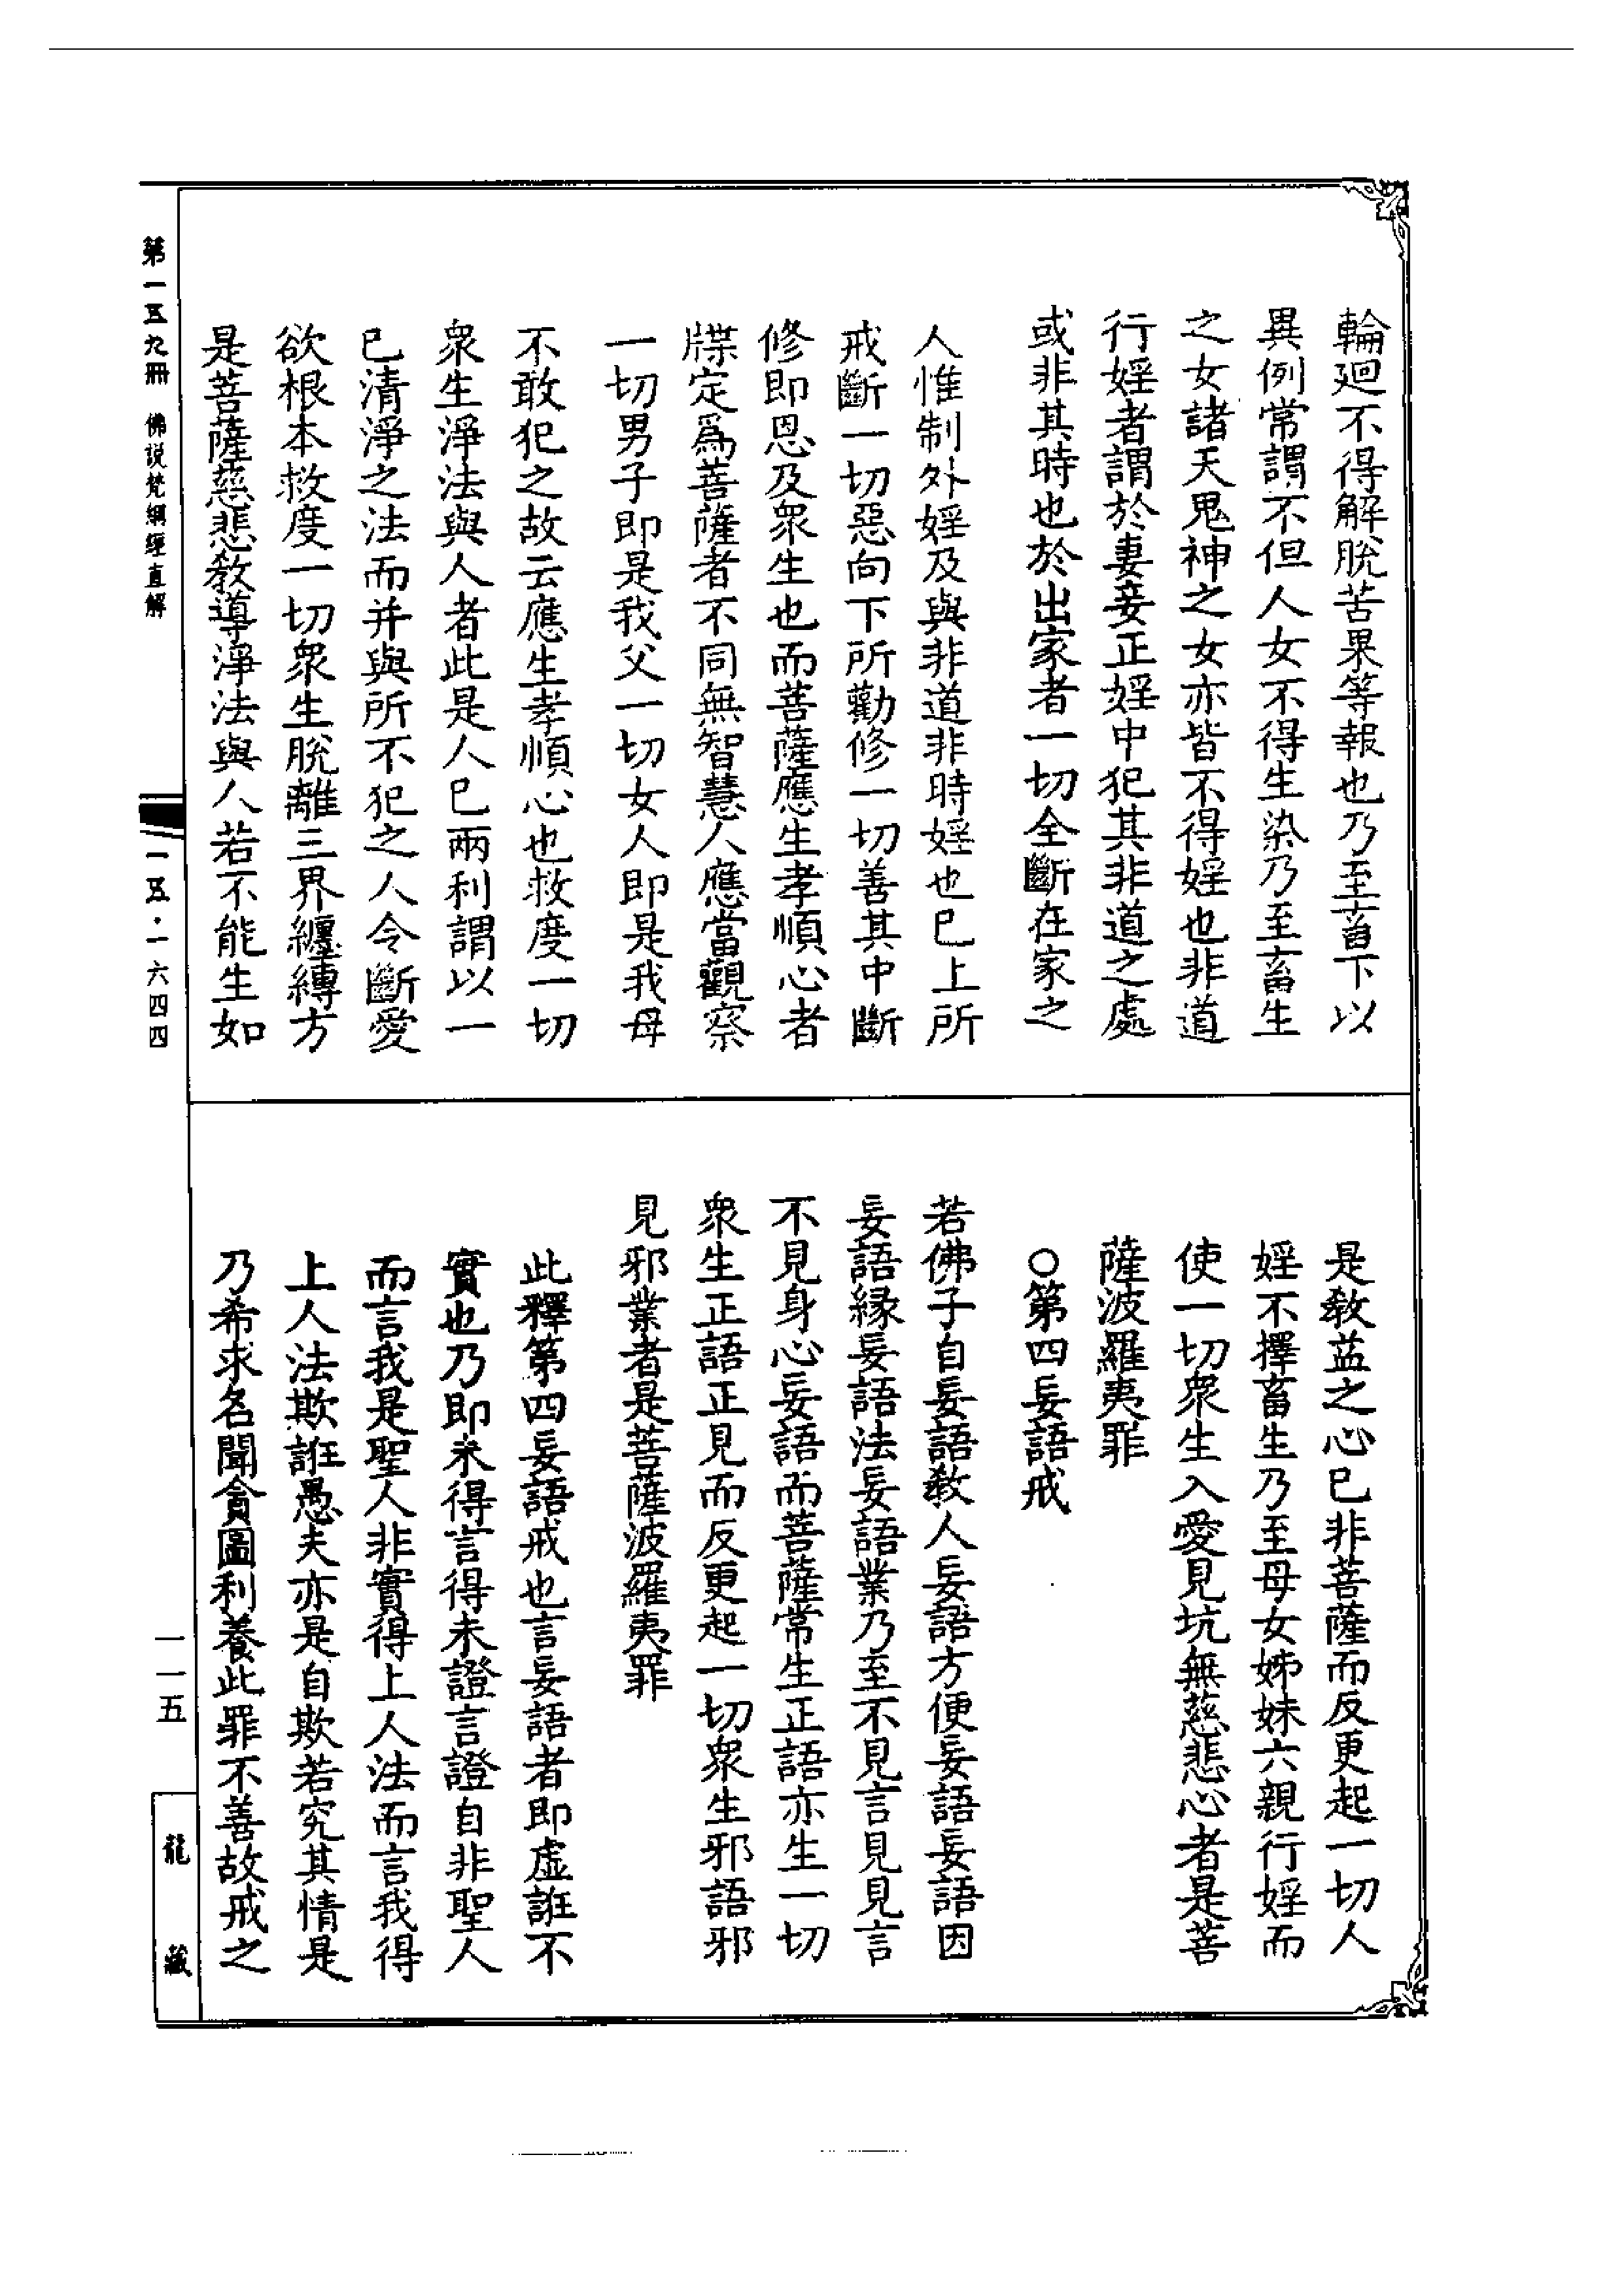 輪廻不得解脫苦果等報也乃至畜下以
異例常謂不但人女不得生染乃至畜生
之女諸天鬼神之女亦皆不得婬也非道
行婬者謂於妻妾正婬中犯其非道之處
或非其時也於出家者一切全斷在家之
人惟制外婬及與非道非時婬也已上所
戒斷一切惡向下所勸修一切善其中斷
修即恩及衆生也而菩薩應生孝順心者
牒定爲菩薩者不同無智慧人應當觀察
一切男子即是我父一切女人即是我母
不敢犯之故云應生孝順心也救度一切
衆生淨法與人者此是人已兩利謂以一
已清淨之法而并與所不犯之人令斷愛
欲根本救度一切衆生脫離三界纏縛方
是菩薩慈悲教導淨法與人若不能生如
是教益之心已非菩薩而反更起一切人
婬不擇畜生乃至母女姊妹六親行婬而
使一切衆生入愛見坑無慈悲心者是菩
薩波羅夷罪
○第四妄語戒
若佛子自妄語教人妄語方便妄語妄語因
妄語緣妄語法妄語業乃至不見言見見言
不見身心妄語而菩薩常生正語亦生一切
衆生正語正見而反更起一切衆生邪語邪
見邪業者是菩薩波羅夷罪
此釋第四妄語戒也言妄語者即虛誑不
實也乃即未得言得未證言證自非聖人
而言我是聖人非實得上人法而言我得
上人法欺誑愚夫亦是自欺若究其情是
乃希求名聞貪圖利養此罪不善故戒之
第一五九冊 佛説梵網經直解
一五·一六四四
一一五
龍藏